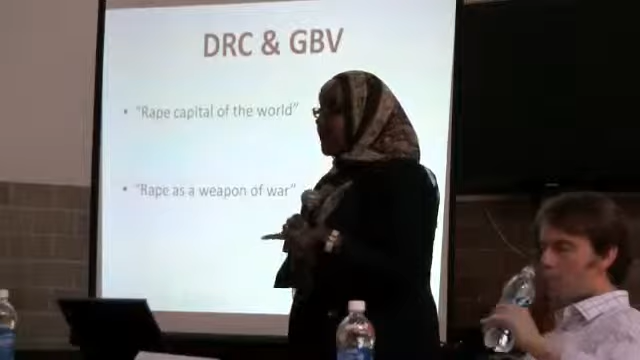 DRC & GBV
• "Rape capital of the world"
• "Rape as a weapon of war"